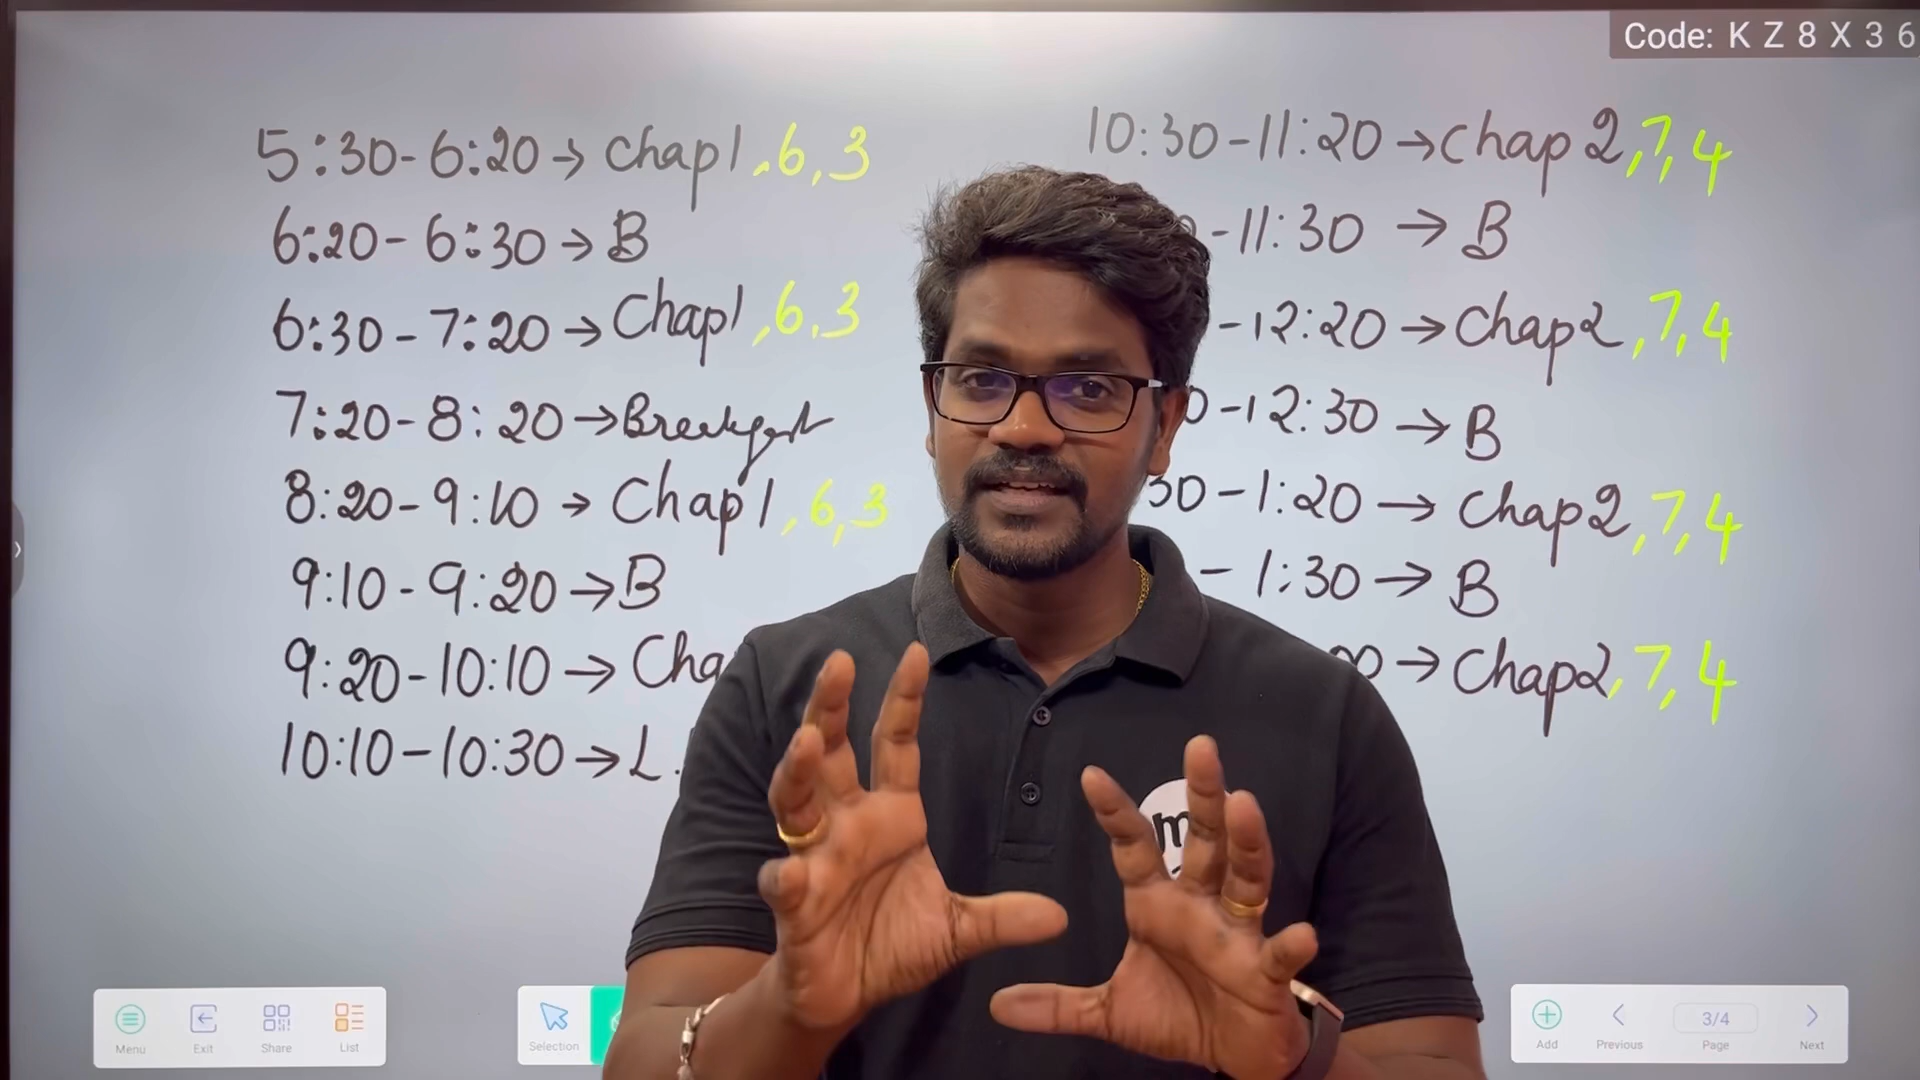 Code: K Z 8 X 3 6
5:30-6:20→Chap1,6,3
6:20-6:30→B
6:30-7:20→Chap1,6,3
7:20-8:20→Breakfast
8:20-9:10→Chap1,6,3
9:10-9:20→B
9:20-10:10→Cha
10:10-10:30→L.
10:30-11:20→Chap2,7,4
-11:30→B
-12:20→Chap2,7,4
0-12:30→B
30-1:20→Chap2,7,4
-1:30→B
00→Chap2,7,4
m
Menu Exit Share List
Selection
Add Previous 3/4 Page Next